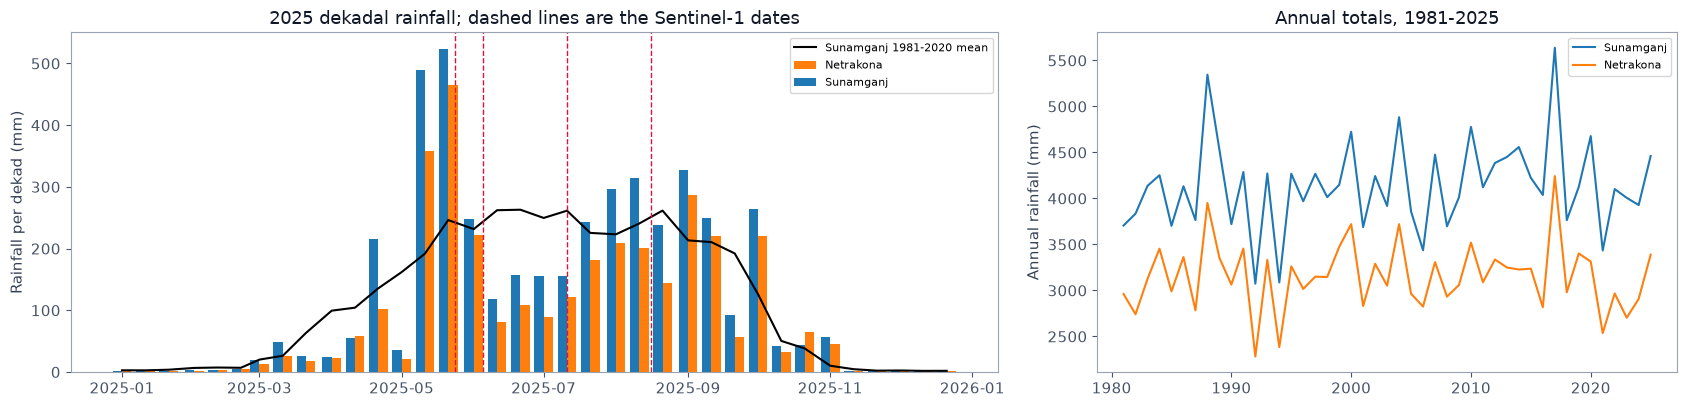 2025 dekadal rainfall; dashed lines are the Sentinel-1 dates
Rainfall per dekad (mm)
500
400
300
200
100
0
Sunamganj 1981-2020 mean
Netrakona
Sunamganj
2025-01
2025-03
2025-05
2025-07
2025-09
2025-11
2026-01
Annual totals, 1981-2025
Annual rainfall (mm)
5500
5000
4500
4000
3500
3000
2500
Sunamganj
Netrakona
1980
1990
2000
2010
2020